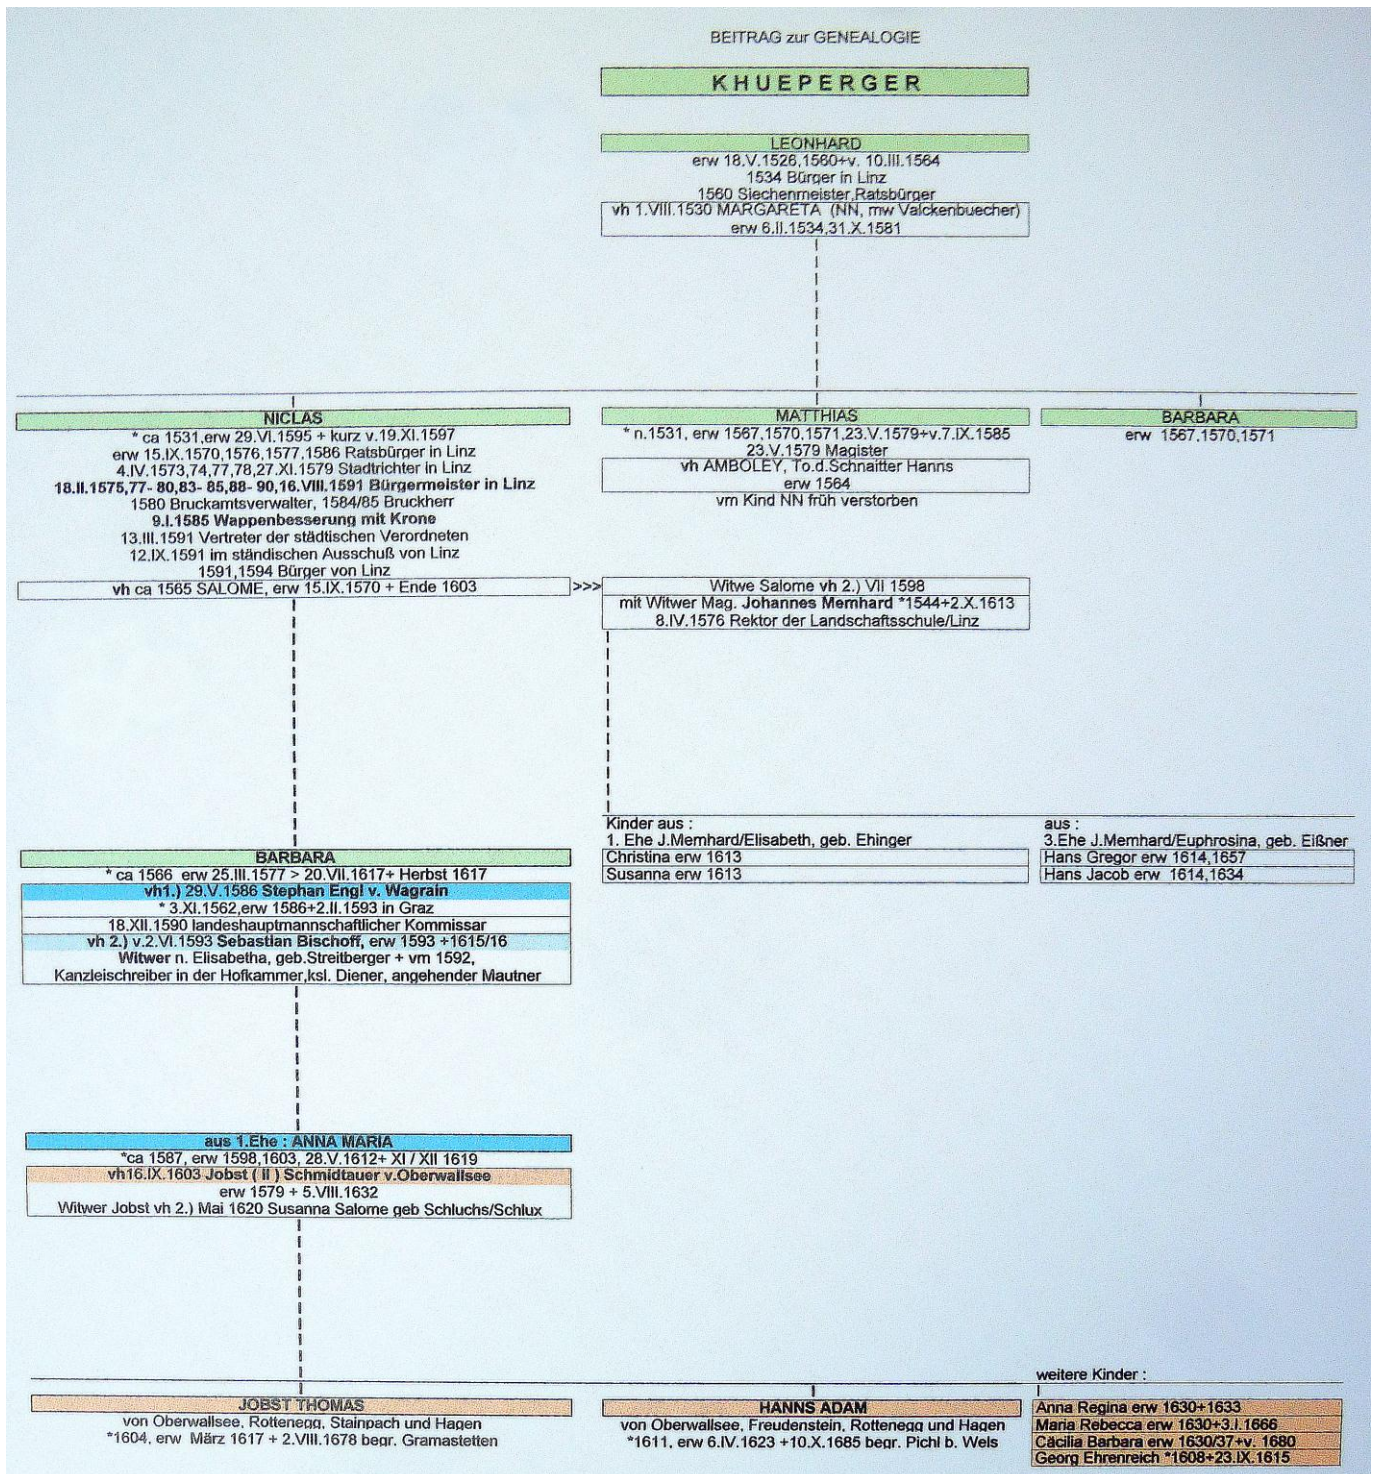 BEITRAG zur GENEALOGIE
KHUEPERGER
LEONHARD
erw 18.V.1526,1560+v. 10.III.1564
1534 Bürger in Linz
1560 Siechenmeister,Ratsbürger
vh 1.VIII.1530 MARGARETA (NN, mw Valckenbuecher)
erw 6.II.1534,31.X.1581
NICLAS
* ca 1531,erw 29.VI.1595 + kurz v.19.XI.1597
erw 15.IX.1570,1576,1577,1586 Ratsbürger in Linz
4.IV.1573,74,77,78,27.XI.1579 Stadtrichter in Linz
18.II.1575,77- 80,83- 85,88- 90,16.VIII.1591 Bürgermeister in Linz
1580 Bruckamtsverwalter, 1584/85 Bruckherr
9.I.1585 Wappenbesserung mit Krone
13.III.1591 Vertreter der städtischen Verordneten
12.IX.1591 im ständischen Ausschuß von Linz
1591,1594 Bürger von Linz
vh ca 1565 SALOME, erw 15.IX.1570 + Ende 1603
>>>
MATTHIAS
* n.1531, erw 1567,1570,1571,23.V.1579+v.7.IX.1585
23.V.1579 Magister
vh AMBOLEY, To.d.Schnaitter Hanns
erw 1564
vm Kind NN früh verstorben
BARBARA
erw 1567,1570,1571
Witwe Salome vh 2.) VII 1598
mit Witwer Mag. Johannes Memhard *1544+2.X.1613
8.IV.1576 Rektor der Landschaftsschule/Linz
Kinder aus :
1. Ehe J.Memhard/Elisabeth, geb. Ehinger
Christina erw 1613
Susanna erw 1613
aus :
3.Ehe J.Memhard/Euphrosina, geb. Eißner
Hans Gregor erw 1614,1657
Hans Jacob erw 1614,1634
BARBARA
* ca 1566 erw 25.III.1577 > 20.VII.1617+ Herbst 1617
vh1.) 29.V.1586 Stephan Engl v. Wagrain
* 3.XI.1562,erw 1586+2.II.1593 in Graz
18.XII.1590 landeshauptmannschaftlicher Kommissar
vh 2.) v.2.VI.1593 Sebastian Bischoff, erw 1593 +1615/16
Witwer n. Elisabetha, geb.Streitberger + vm 1592,
Kanzleischreiber in der Hofkammer,ksl. Diener, angehender Mautner
aus 1.Ehe : ANNA MARIA
*ca 1587, erw 1598,1603, 28.V.1612+ XI / XII 1619
vh16.IX.1603 Jobst ( II ) Schmidtauer v.Oberwallsee
erw 1579 + 5.VIII.1632
Witwer Jobst vh 2.) Mai 1620 Susanna Salome geb Schluchs/Schlux
JOBST THOMAS
von Oberwallsee, Rottenegg, Stainpach und Hagen
*1604, erw März 1617 + 2.VIII.1678 begr. Gramastetten
HANNS ADAM
von Oberwallsee, Freudenstein, Rottenegg und Hagen
*1611, erw 6.IV.1623 +10.X.1685 begr. Pichl b. Wels
weitere Kinder :
Anna Regina erw 1630+1633
Maria Rebecca erw 1630+3.I.1666
Cäcilia Barbara erw 1630/37+v. 1680
Georg Ehrenreich *1608+23.IX.1615